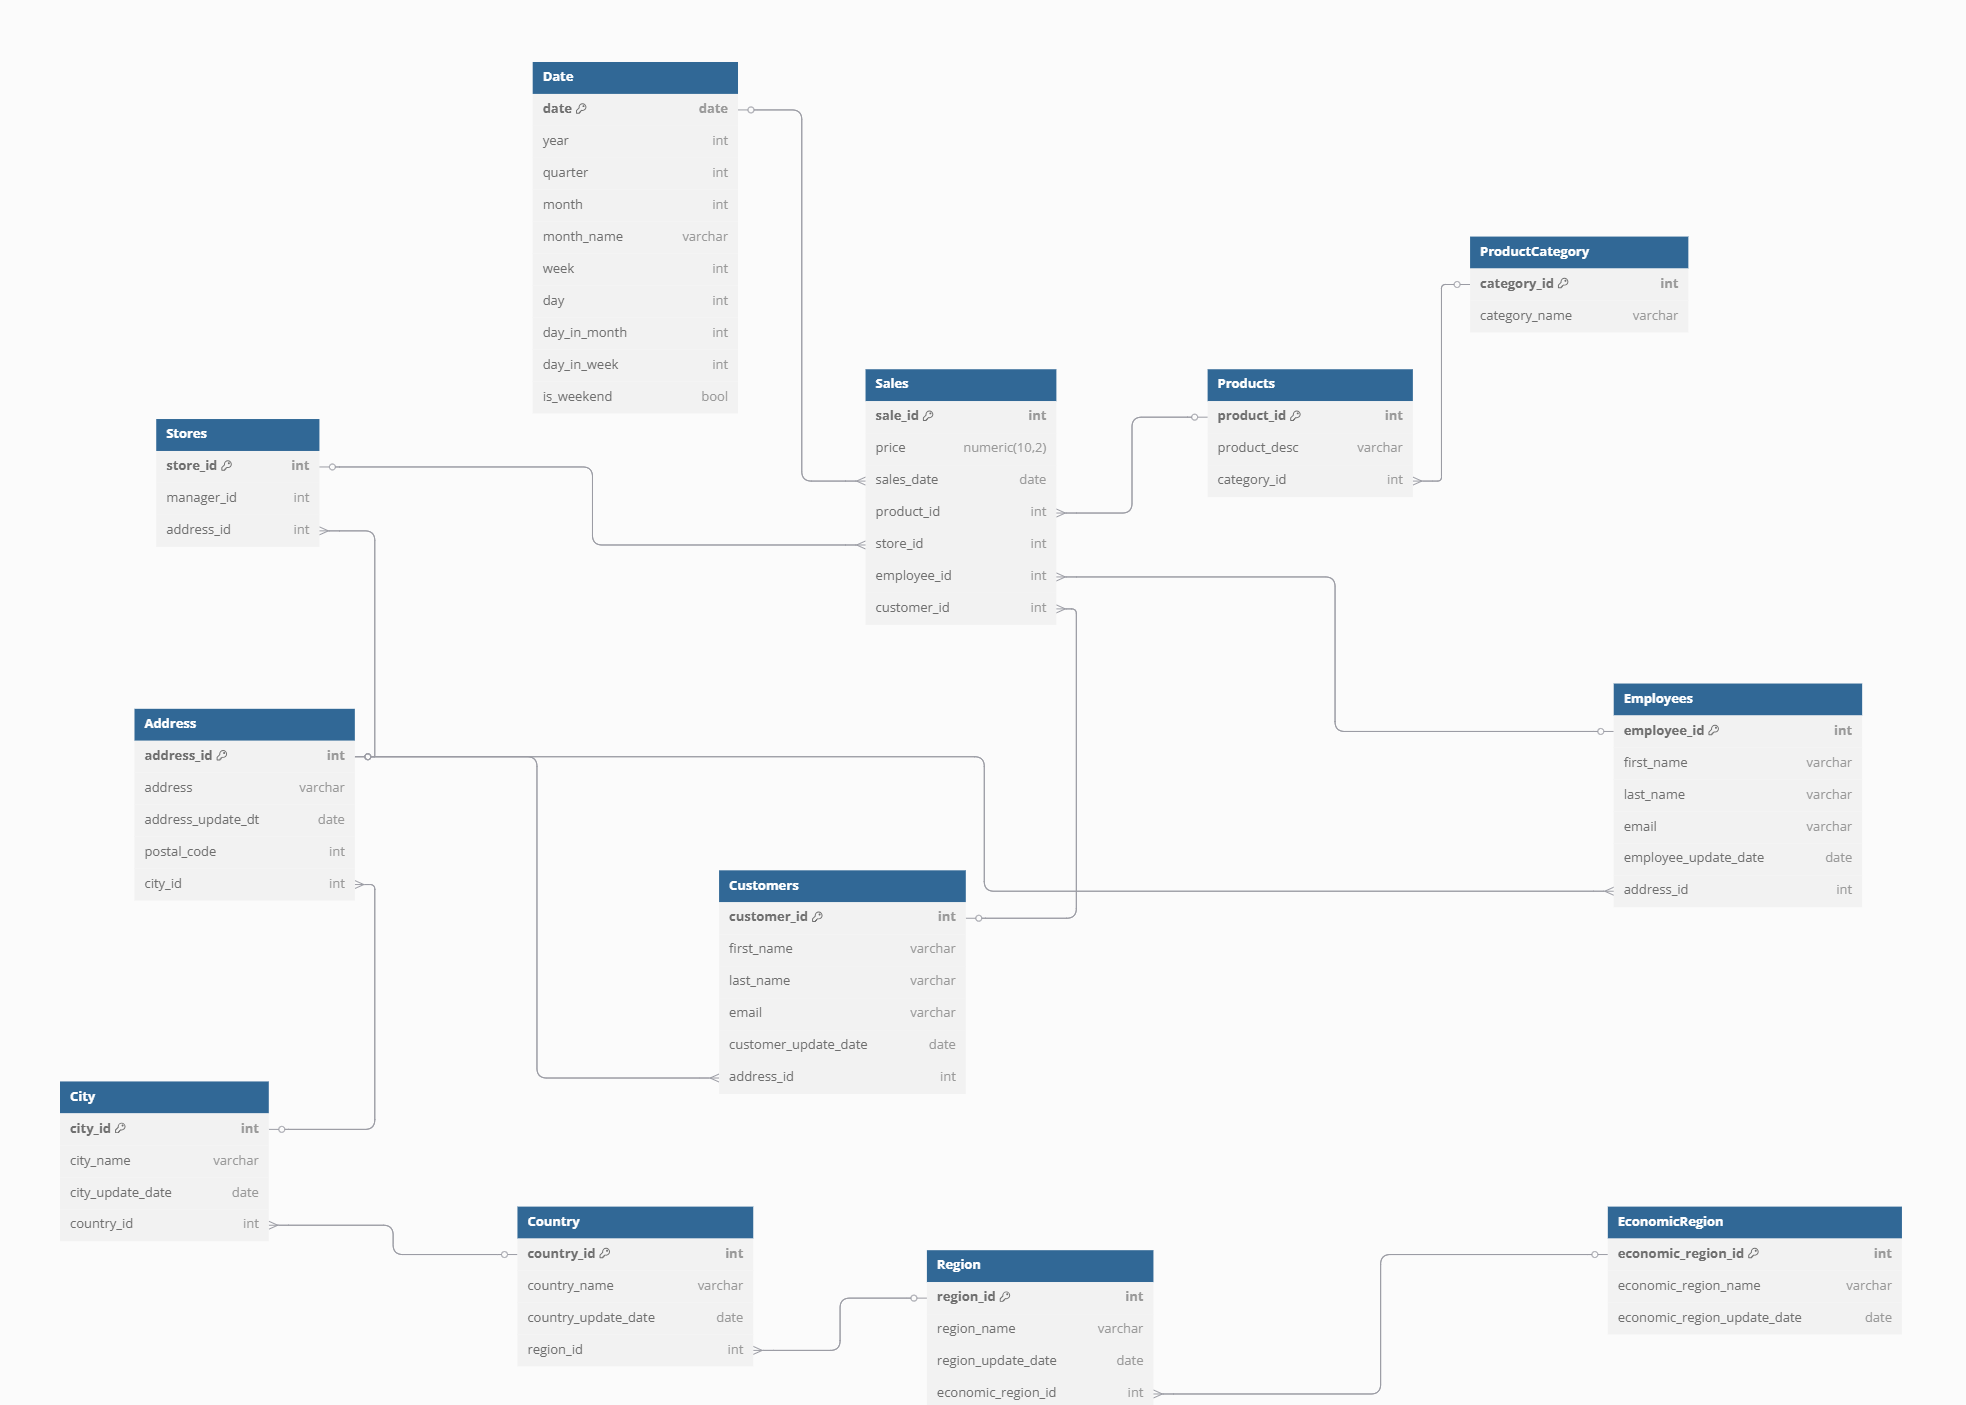 Date
date date
year int
quarter int
month int
month_name varchar
week int
day int
day_in_month int
day_in_week int
is_weekend bool
ProductCategory
category_id int
category_name varchar
Sales
sale_id int
price numeric(10,2)
sales_date date
product_id int
store_id int
employee_id int
customer_id int
Products
product_id int
product_desc varchar
category_id int
Stores
store_id int
manager_id int
address_id int
Employees
employee_id int
first_name varchar
last_name varchar
email varchar
employee_update_date date
address_id int
Address
address_id int
address varchar
address_update_dt date
postal_code int
city_id int
Customers
customer_id int
first_name varchar
last_name varchar
email varchar
customer_update_date date
address_id int
City
city_id int
city_name varchar
city_update_date date
country_id int
Country
country_id int
country_name varchar
country_update_date date
region_id int
Region
region_id int
region_name varchar
region_update_date date
economic_region_id int
EconomicRegion
economic_region_id int
economic_region_name varchar
economic_region_update_date date